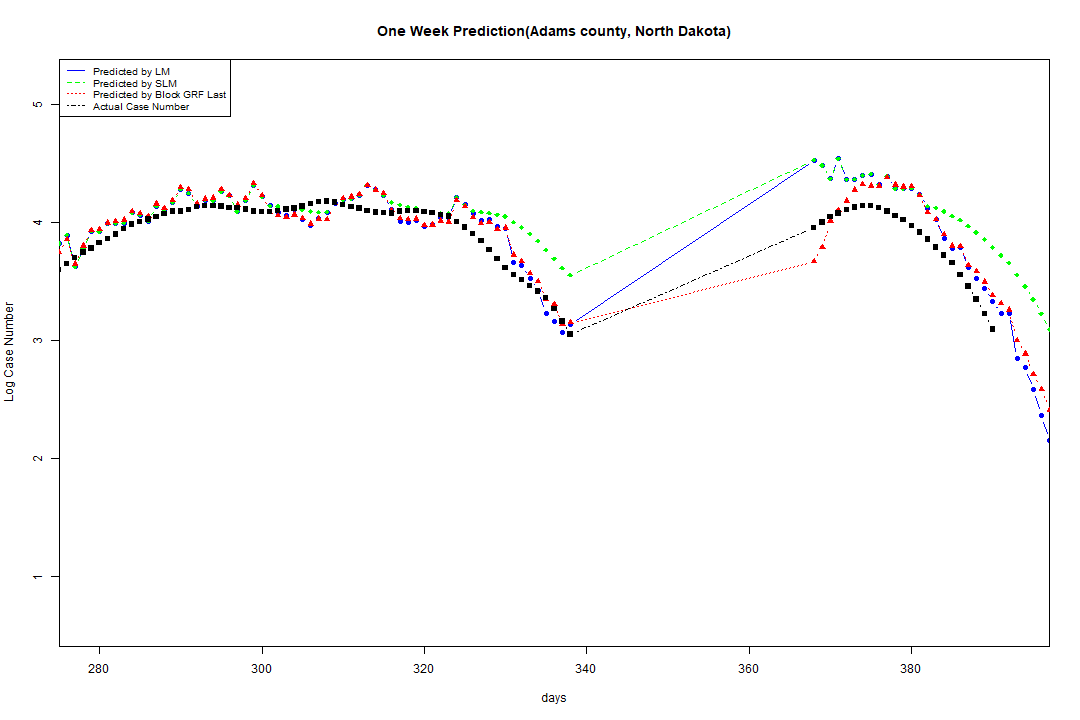 One Week Prediction(Adams county, North Dakota)
Predicted by LM
Predicted by SLM
Predicted by Block GRF Last
Actual Case Number
5
4
3
2
1
Log Case Number
280 300 320 340 360 380
days